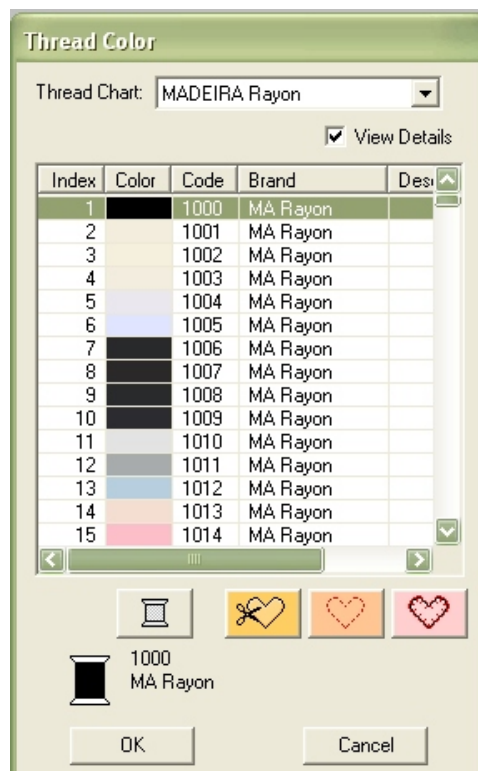 Thread Color
Thread Chart: MADEIRA Rayon
View Details
Index Color Code Brand Des
1 1000 MA Rayon
2 1001 MA Rayon
3 1002 MA Rayon
4 1003 MA Rayon
5 1004 MA Rayon
6 1005 MA Rayon
7 1006 MA Rayon
8 1007 MA Rayon
9 1008 MA Rayon
10 1009 MA Rayon
11 1010 MA Rayon
12 1011 MA Rayon
13 1012 MA Rayon
14 1013 MA Rayon
15 1014 MA Rayon
1000
MA Rayon
OK Cancel